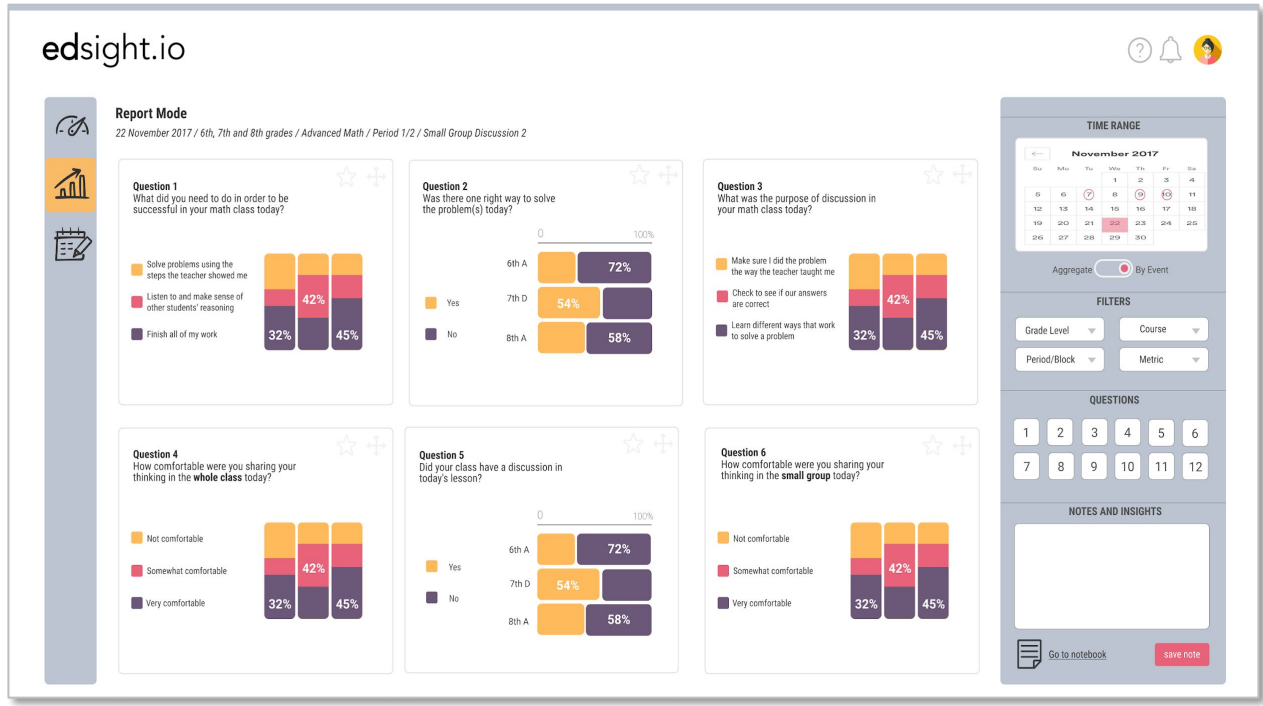 edsight.io
?
Report Mode
22 November 2017 / 6th, 7th and 8th grades / Advanced Math / Period 1/2 / Small Group Discussion 2
Question 1
What did you need to do in order to be
successful in your math class today?
Solve problems using the
steps the teacher showed me
Listen to and make sense of
other students' reasoning
Finish all of my work
32%
42%
45%
Question 2
Was there one right way to solve
the problem(s) today?
0 100%
Yes
No
6th A
72%
7th D
54%
8th A
58%
Question 3
What was the purpose of discussion in
your math class today?
Make sure I did the problem
the way the teacher taught me
Check to see if our answers
are correct
Learn different ways that work
to solve a problem
32%
42%
45%
Question 4
How comfortable were you sharing your
thinking in the whole class today?
Not comfortable
Somewhat comfortable
Very comfortable
32%
42%
45%
Question 5
Did your class have a discussion in
today's lesson?
0 100%
Yes
No
6th A
72%
7th D
54%
8th A
58%
Question 6
How comfortable were you sharing your
thinking in the small group today?
Not comfortable
Somewhat comfortable
Very comfortable
32%
42%
45%
TIME RANGE
November 2017
Su Mo Tu We Th Fr Sa
1 2 3 4
5 6 7 8 9 10 11
12 13 14 15 16 17 18
19 20 21 22 23 24 25
26 27 28 29 30
Aggregate By Event
FILTERS
Grade Level Course
Period/Block Metric
QUESTIONS
1 2 3 4 5 6
7 8 9 10 11 12
NOTES AND INSIGHTS
Go to notebook
save note